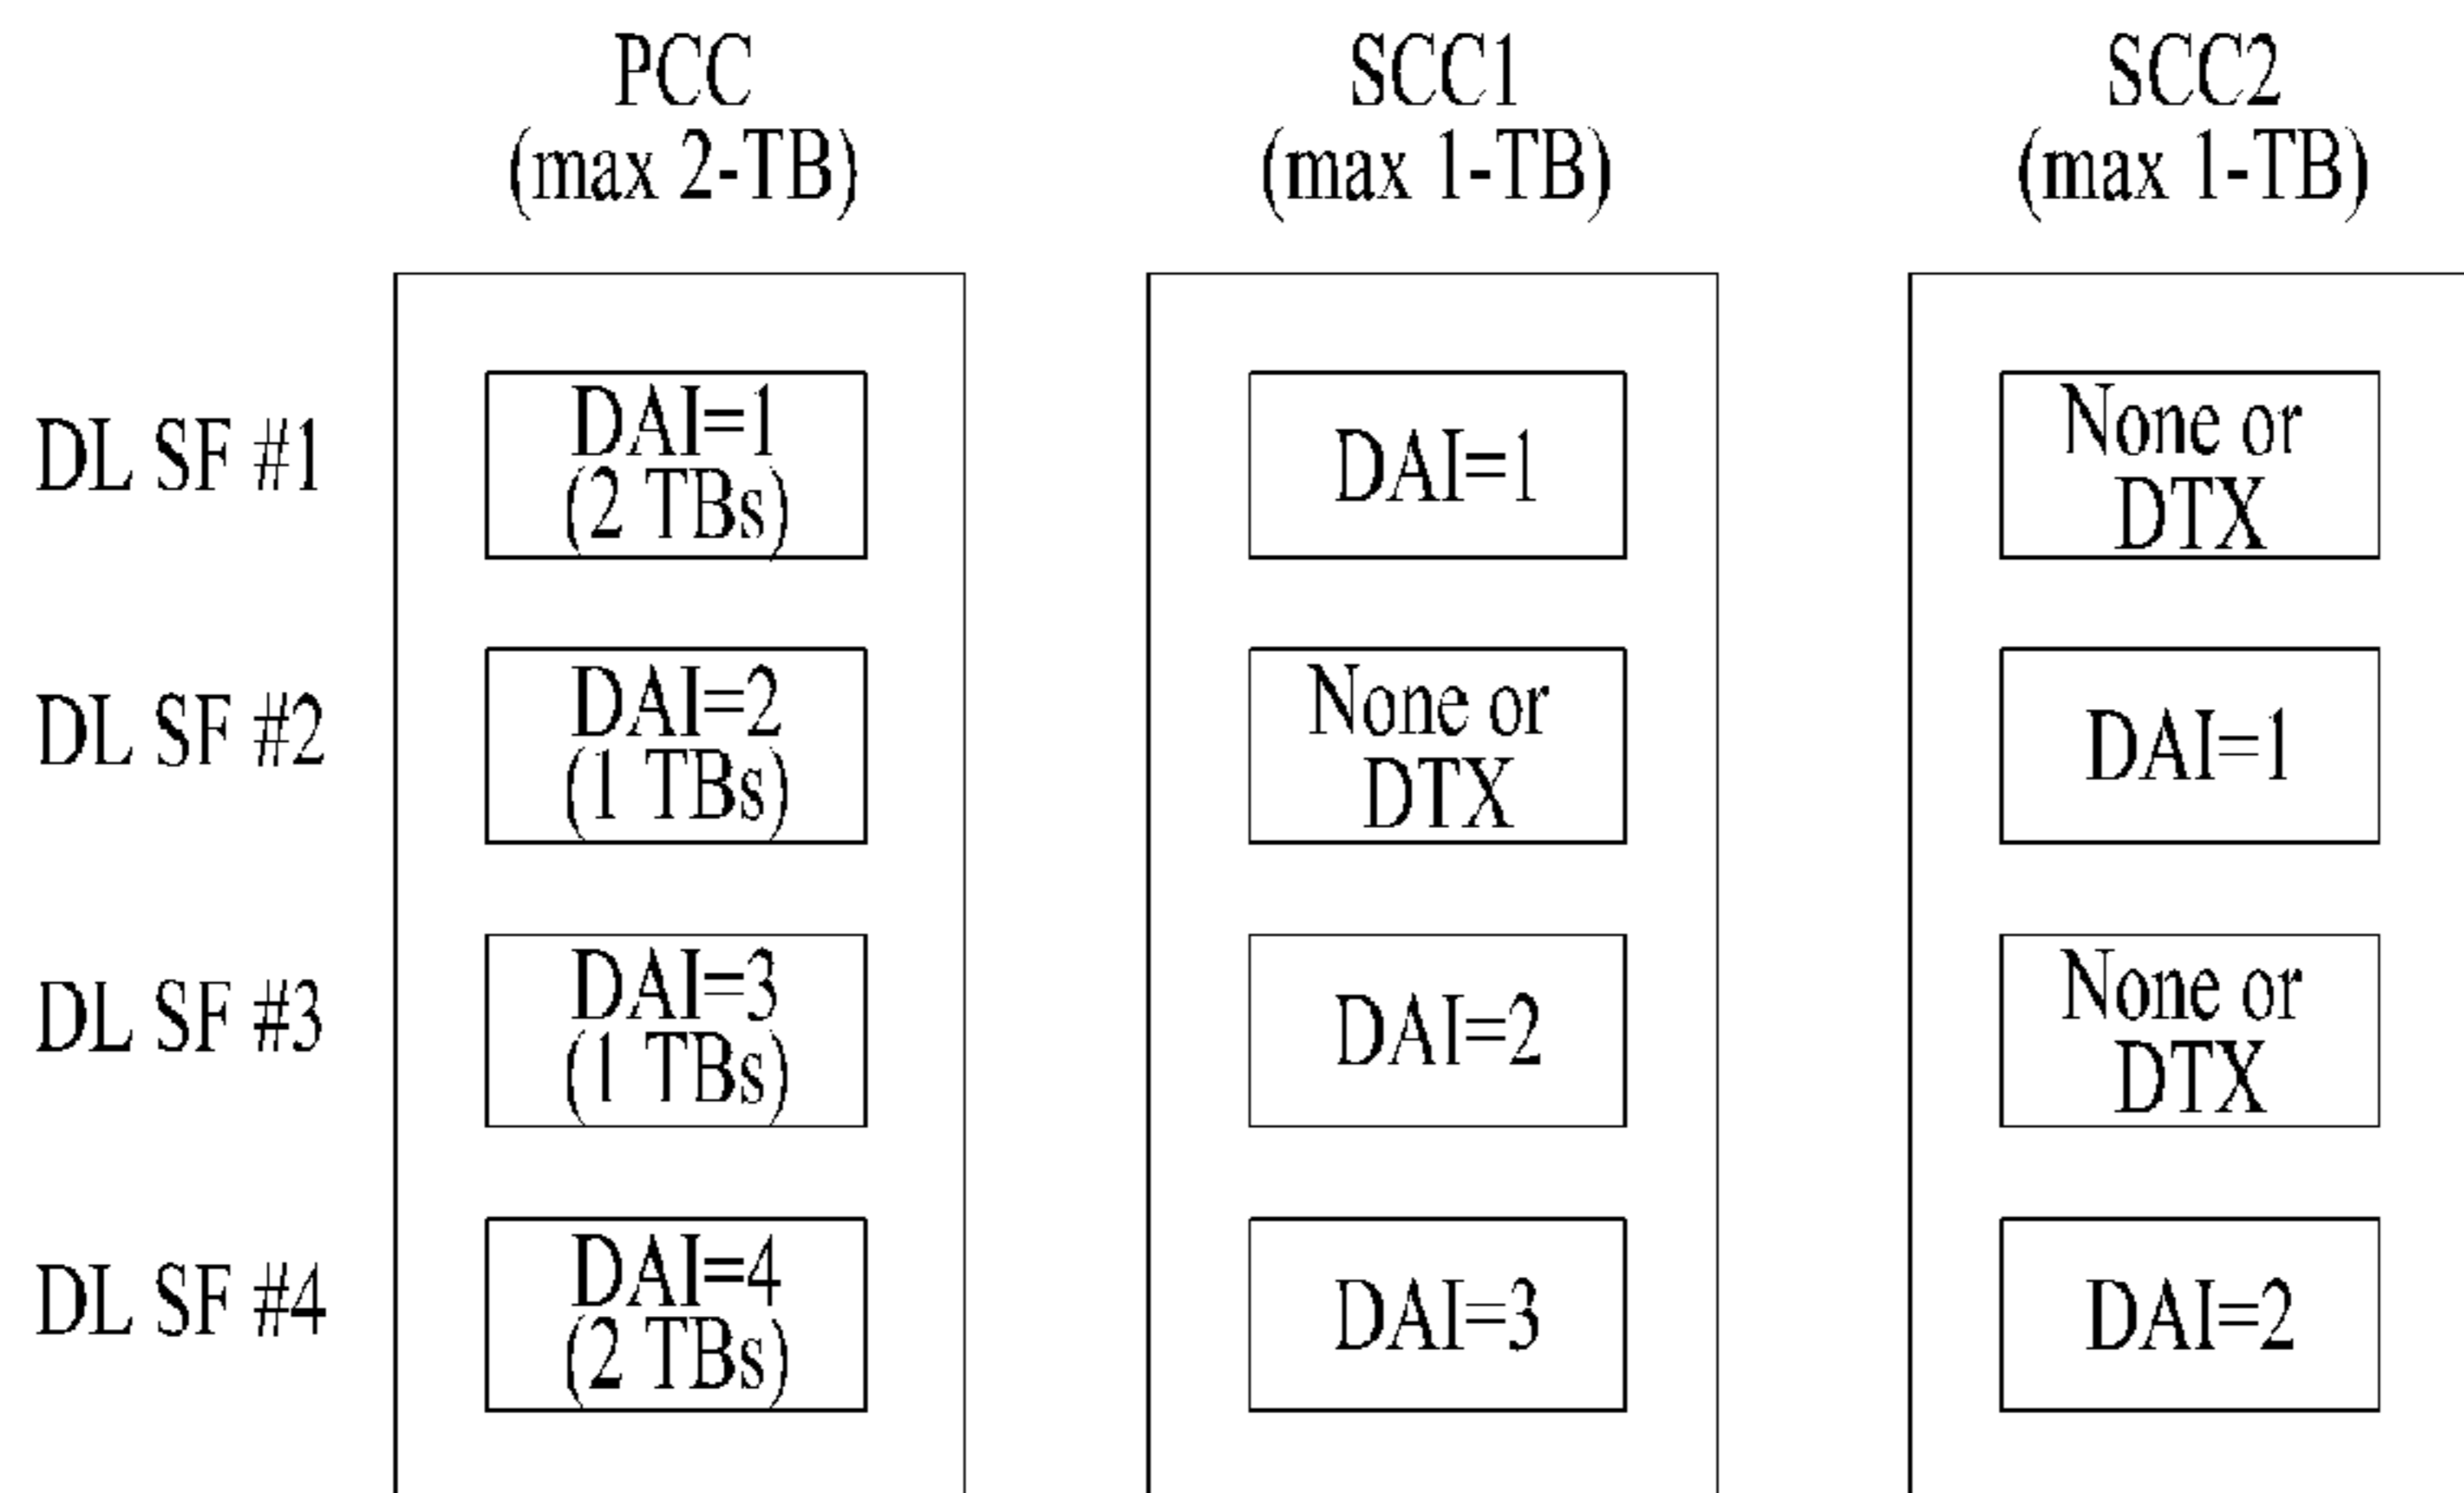 PCC
(max 2-TB)
SCC1
(max 1-TB)
SCC2
(max 1-TB)
DL SF #1
DAI=1
(2 TBs)
DAI=1
None or
DTX
DL SF #2
DAI=2
(1 TBs)
None or
DTX
DAI=1
DL SF #3
DAI=3
(1 TBs)
DAI=2
None or
DTX
DL SF #4
DAI=4
(2 TBs)
DAI=3
DAI=2